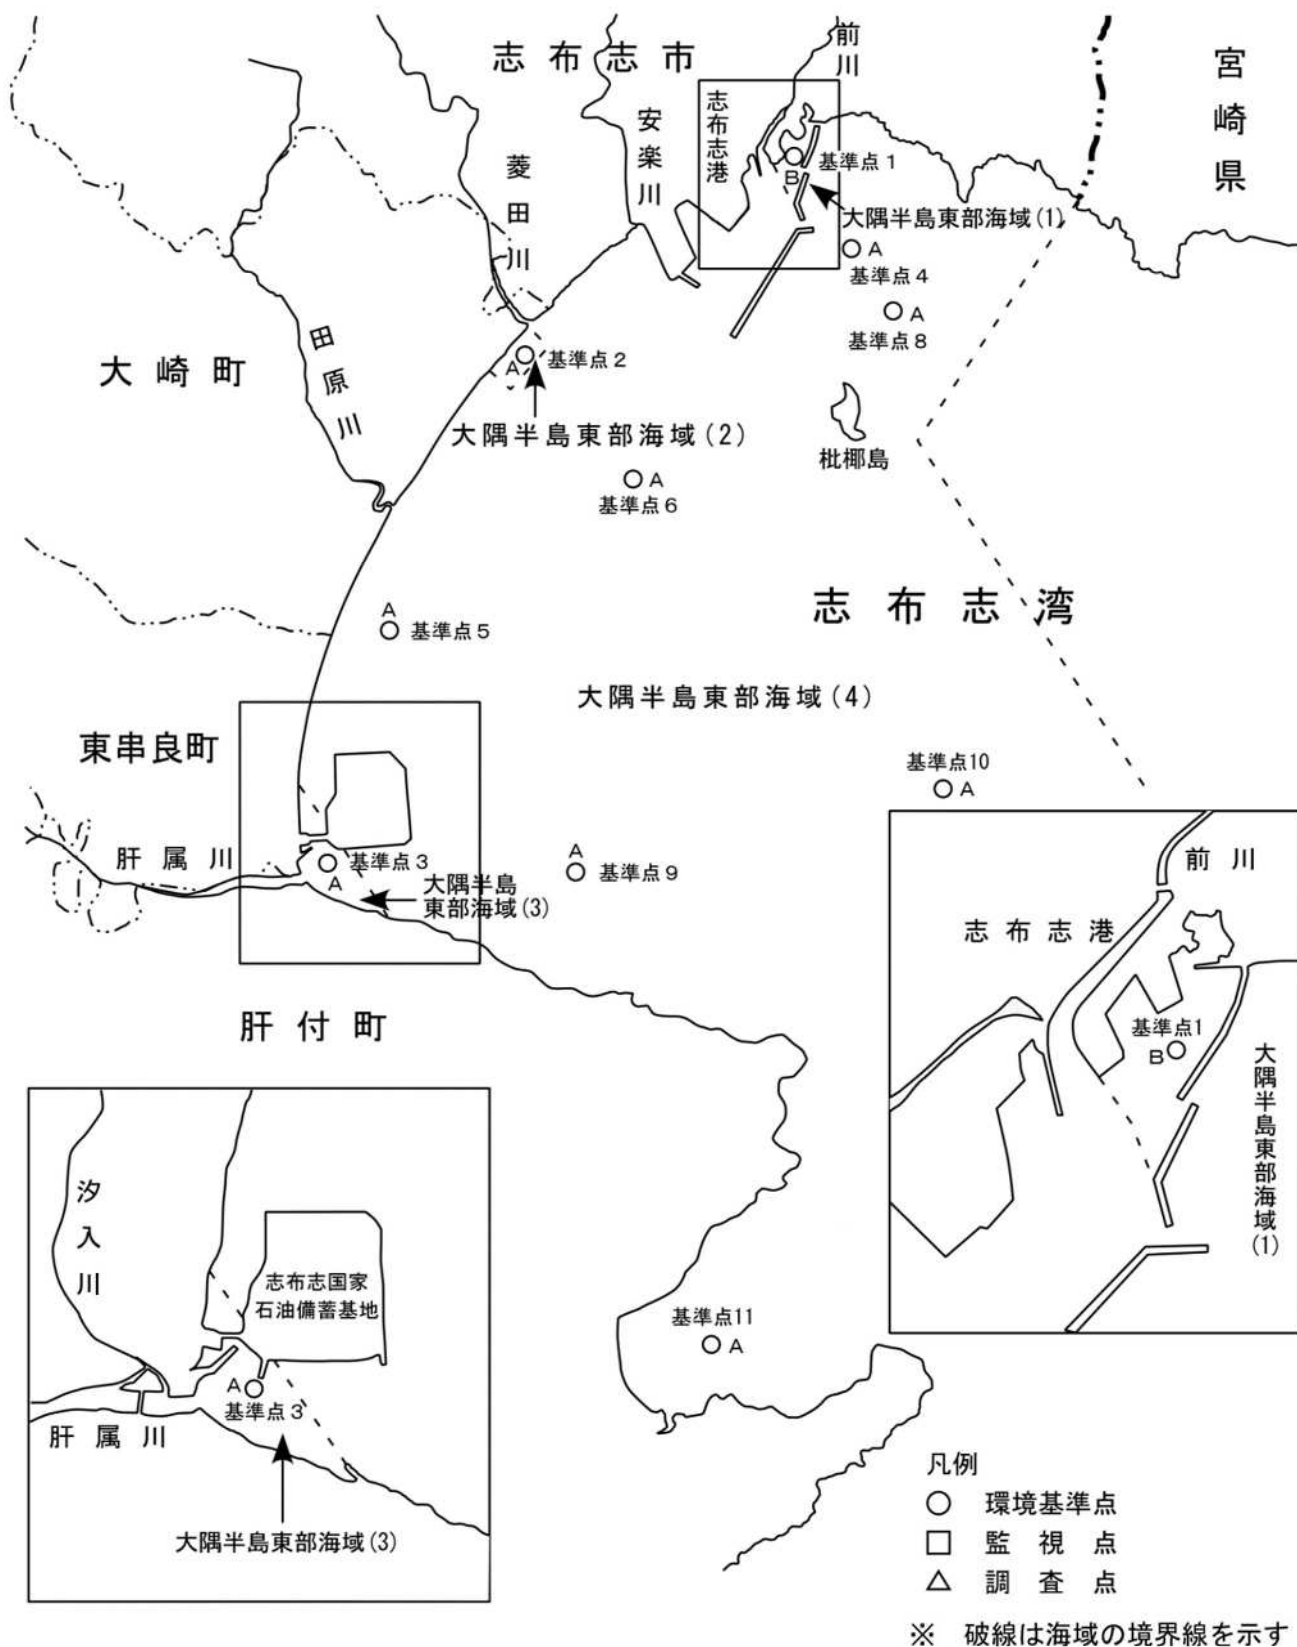 志布志市
前川
宮崎県
志布志港
安楽川
菱田川
基準点1
B
大隅半島東部海域(1)
A
基準点4
A
基準点8
田原川
大崎町
A
基準点2
大隅半島東部海域(2)
枇榔島
A
基準点6
志布志湾
A
基準点5
大隅半島東部海域(4)
東串良町
基準点10
A
肝属川
基準点3
A
大隅半島
東部海域(3)
A
基準点9
肝付町
前川
志布志港
基準点1
B
大隅半島東部海域(1)
汐入川
志布志国家
石油備蓄基地
A
基準点3
肝属川
大隅半島東部海域(3)
基準点11
A
凡例
○ 環境基準点
□ 監視点
△ 調査点
※ 破線は海域の境界線を示す